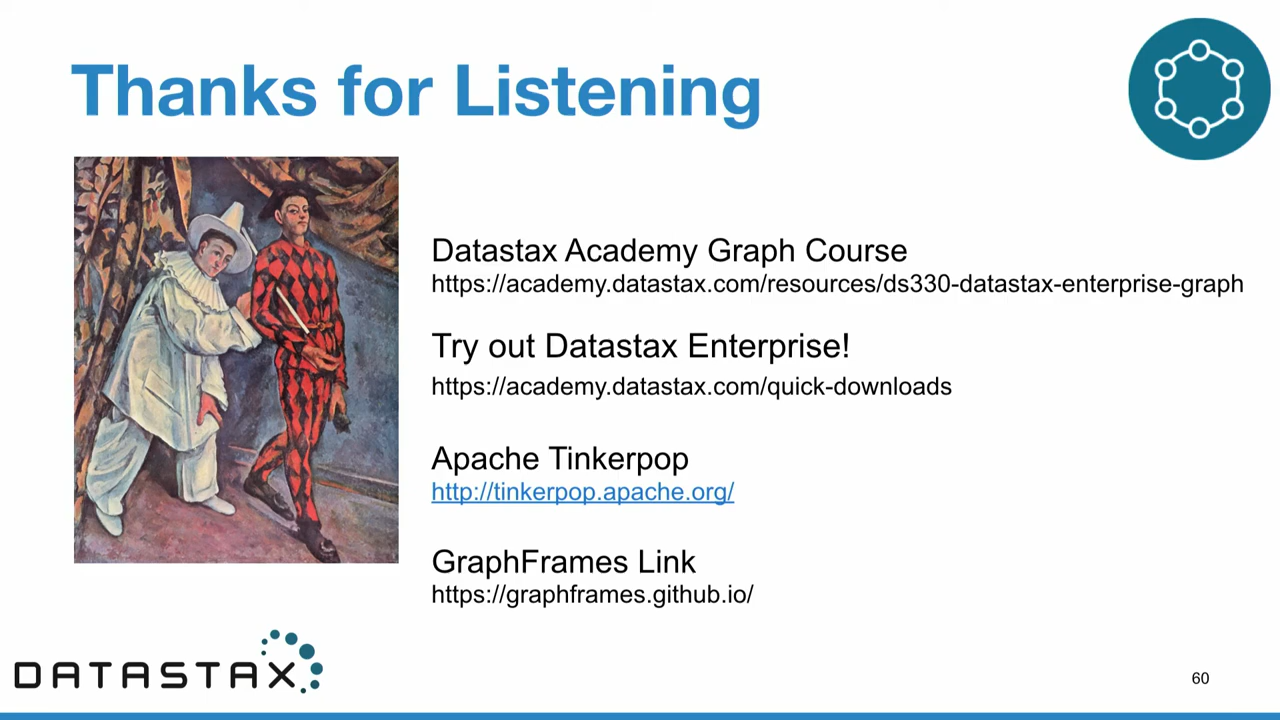 Thanks for Listening
Datastax Academy Graph Course
https://academy.datastax.com/resources/ds330-datastax-enterprise-graph
Try out Datastax Enterprise!
https://academy.datastax.com/quick-downloads
Apache Tinkerpop
http://tinkerpop.apache.org/
GraphFrames Link
https://graphframes.github.io/
DATASTAX
60